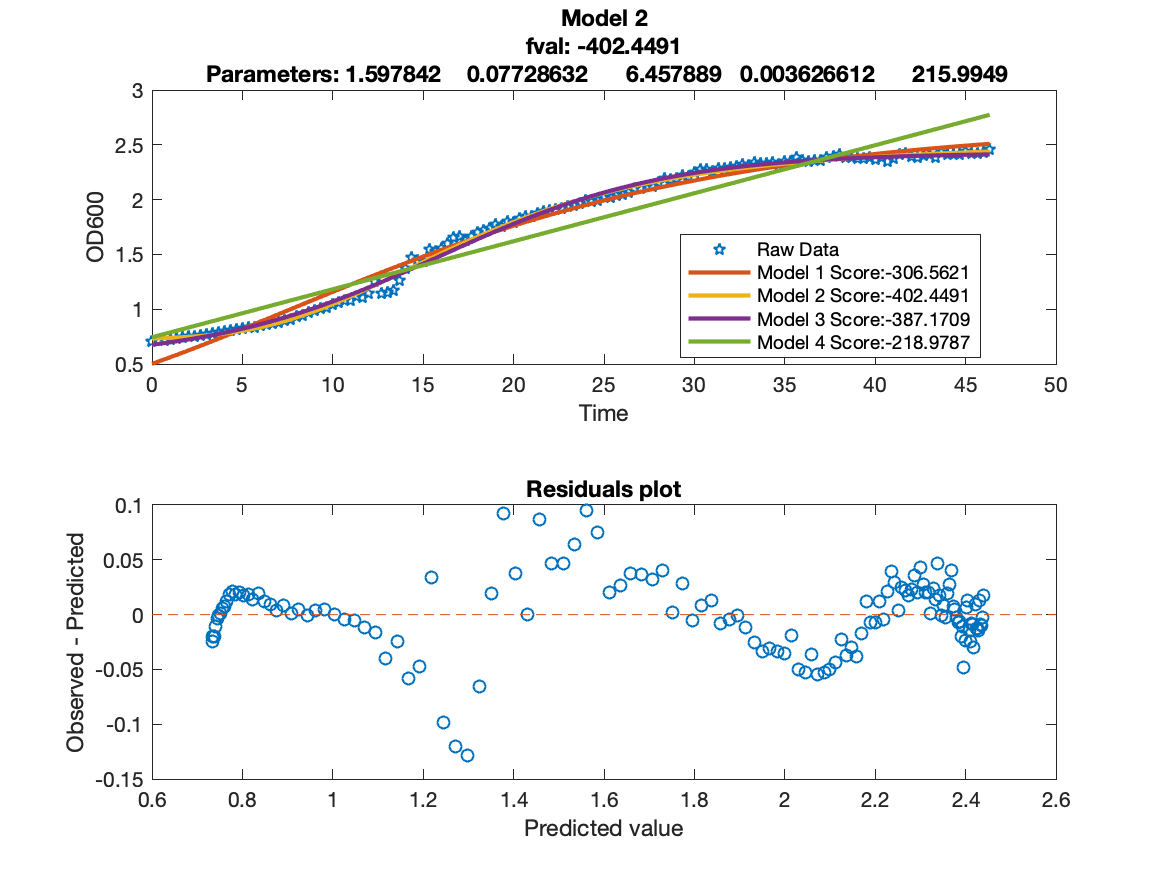 Model 2
fval: -402.4491
Parameters: 1.597842 0.07728632 6.457889 0.003626612 215.9949
3
2.5
2
1.5
1
0.5
OD600
Raw Data
Model 1 Score:-306.5621
Model 2 Score:-402.4491
Model 3 Score:-387.1709
Model 4 Score:-218.9787
0 5 10 15 20 25 30 35 40 45 50
Time
Residuals plot
0.1
0.05
0
-0.05
-0.1
-0.15
Observed - Predicted
0.6 0.8 1 1.2 1.4 1.6 1.8 2 2.2 2.4 2.6
Predicted value